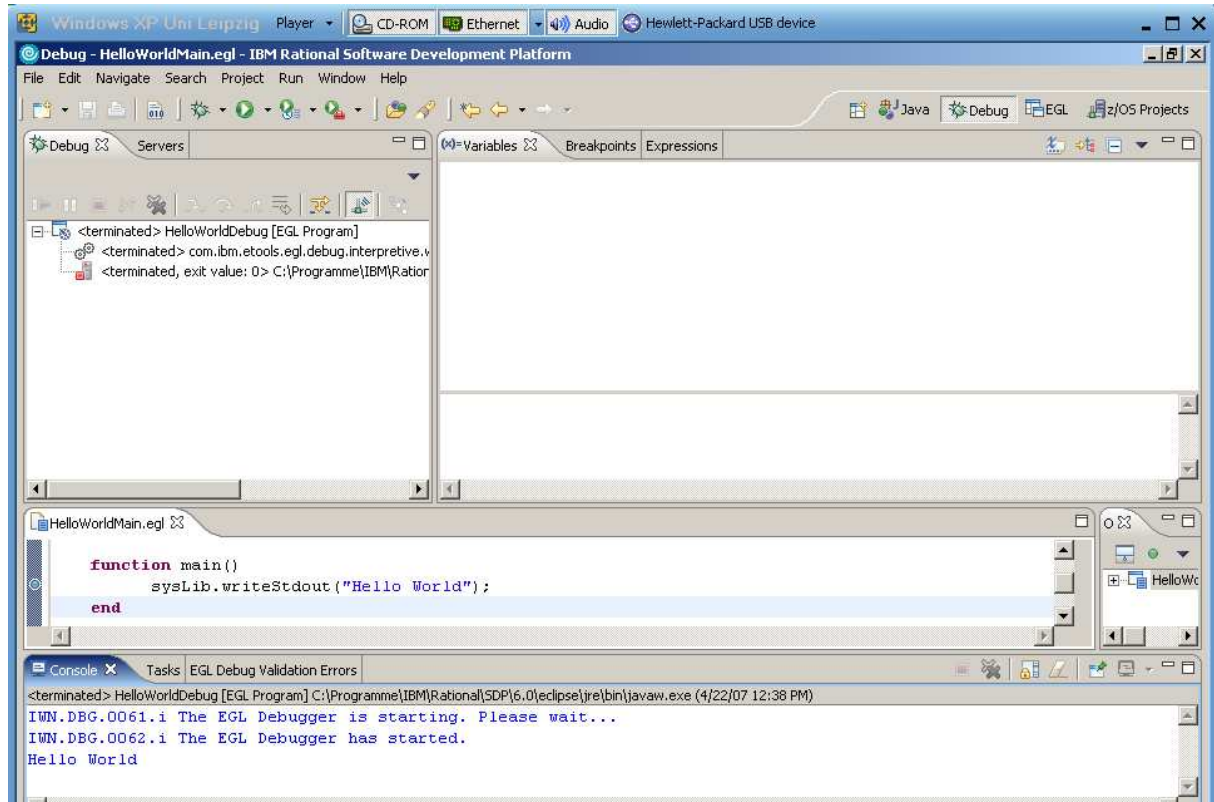 Windows XP Uni Leipzig Player CD-ROM Ethernet Audio Hewlett-Packard USB device
Debug - HelloWorldMain.egl - IBM Rational Software Development Platform
File Edit Navigate Search Project Run Window Help
Java Debug EGL z/OS Projects
Debug Servers
(x)= Variables Breakpoints Expressions
<terminated> HelloWorldDebug [EGL Program]
<terminated> com.ibm.etools.egl.debug.interpretive.v
<terminated, exit value: 0> C:\Programme\IBM\Ration
HelloWorldMain.egl
O
function main()
sysLib.writeStdout("Hello World");
end
HelloWo
Console Tasks EGL Debug Validation Errors
<terminated> HelloWorldDebug [EGL Program] C:\Programme\IBM\Rational\SDP\6.0\eclipse\jre\bin\javaw.exe (4/22/07 12:38 PM)
IWN.DBG.0061.i The EGL Debugger is starting. Please wait...
IWN.DBG.0062.i The EGL Debugger has started.
Hello World